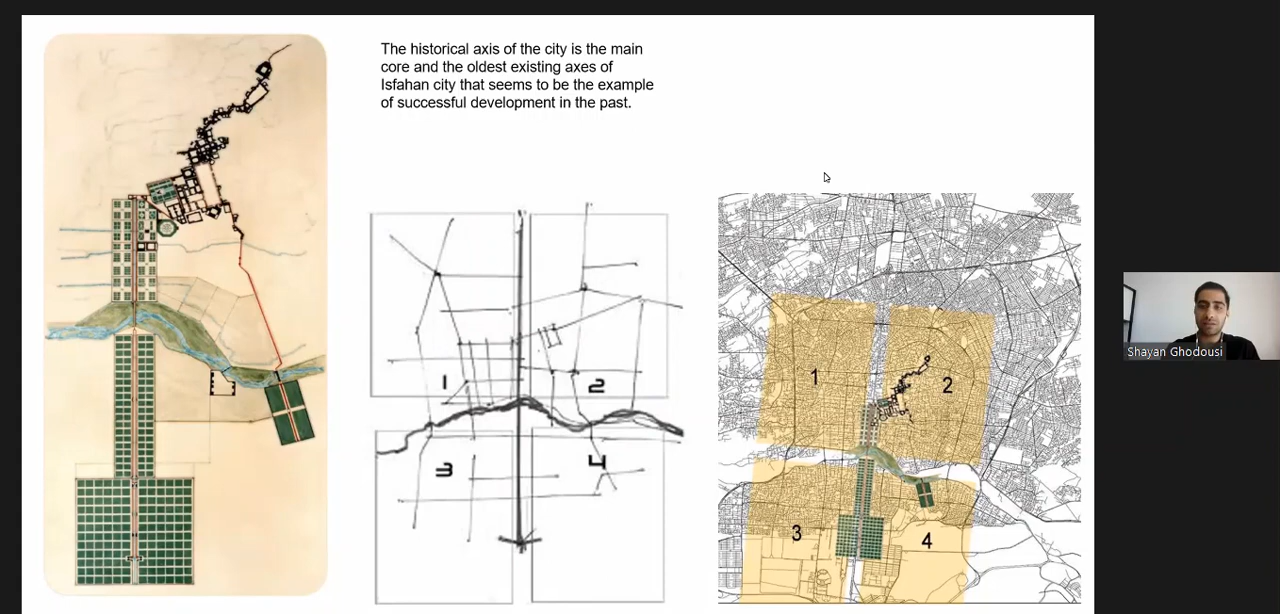 The historical axis of the city is the main
core and the oldest existing axes of
Isfahan city that seems to be the example
of successful development in the past.
1
2
3
4
1
2
3
4
Shayan Ghodousi